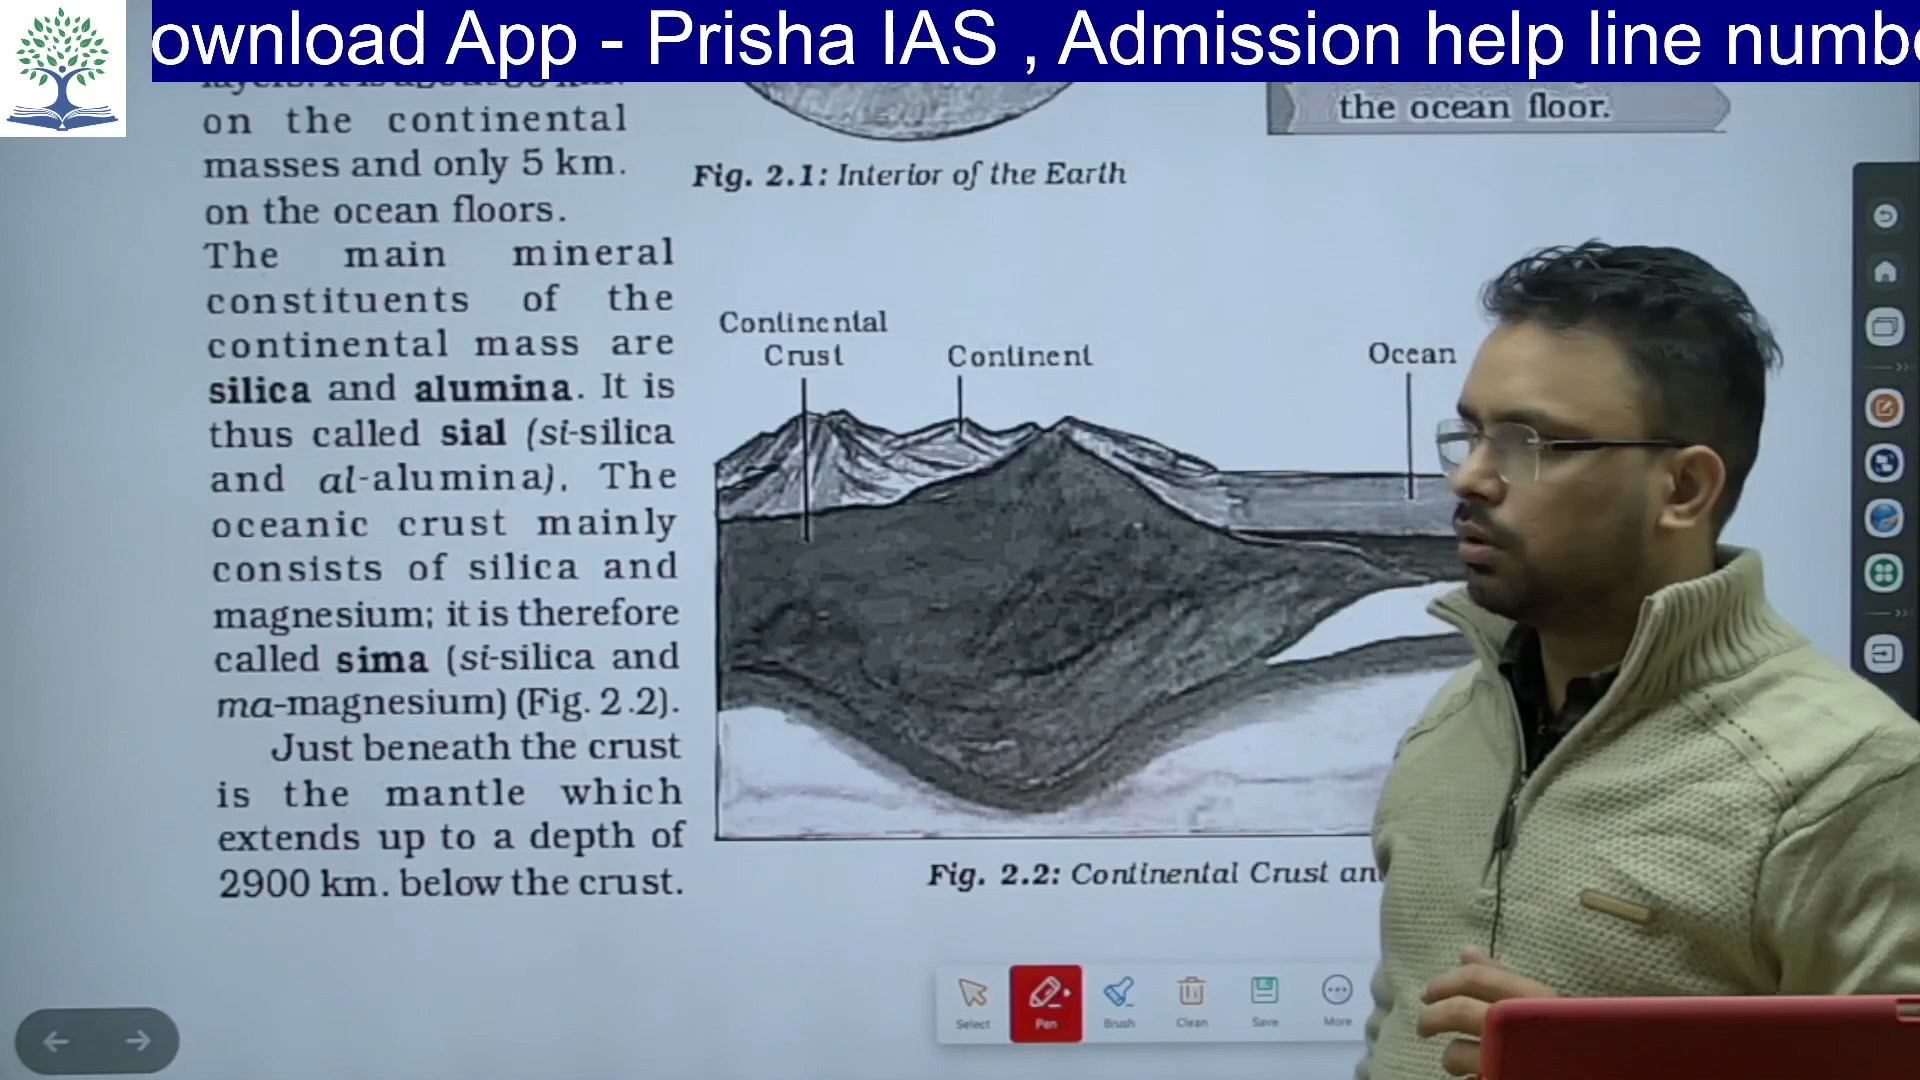 ownload App - Prisha IAS , Admission help line numb
on the continental
masses and only 5 km.
on the ocean floors.
The main mineral
constituents of the
continental mass are
silica and alumina. It is
thus called sial (si-silica
and al-alumina). The
oceanic crust mainly
consists of silica and
magnesium; it is therefore
called sima (si-silica and
ma-magnesium) (Fig. 2.2).
Just beneath the crust
is the mantle which
extends up to a depth of
2900 km. below the crust.
the ocean floor.
Fig. 2.1: Interior of the Earth
Continental
Crust
Continent
Ocean
Fig. 2.2: Continental Crust an
Select
Pen
Brush
Clean
Save
More